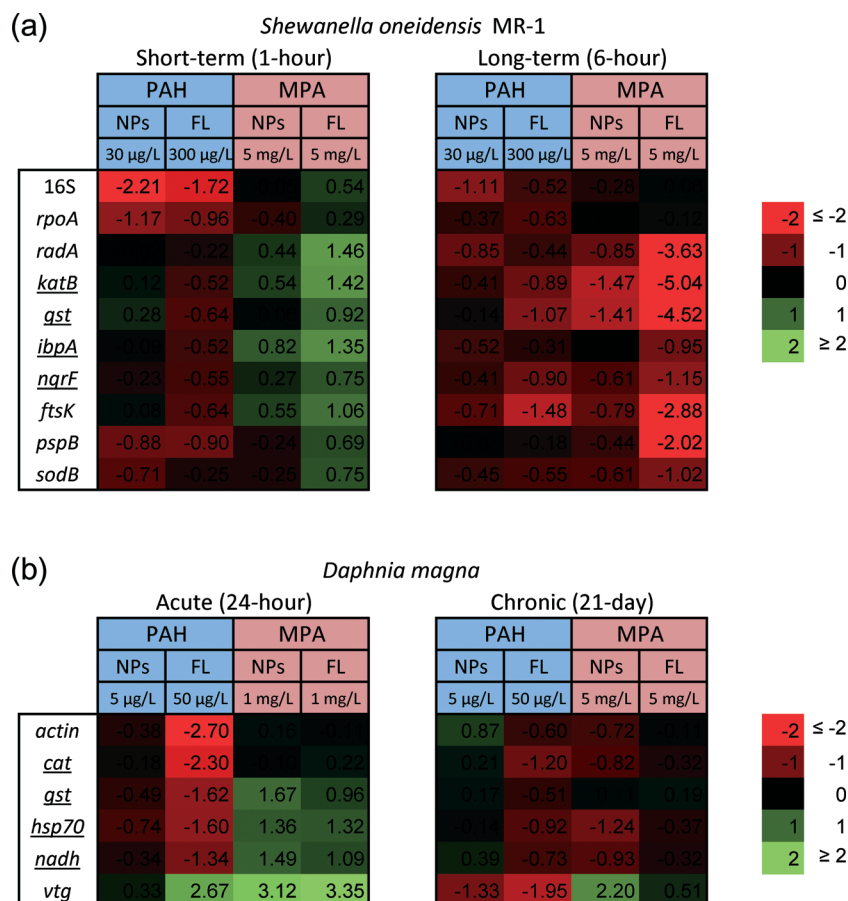 (a)
Shewanella oneidensis MR-1
Short-term (1-hour) Long-term (6-hour)
PAH MPA PAH MPA
NPs FL NPs FL NPs FL NPs FL
30 µg/L 300 µg/L 5 mg/L 5 mg/L 30 µg/L 300 µg/L 5 mg/L 5 mg/L
16S -2.21 -1.72 0.54 -1.11 -0.52 -0.28
rpoA -1.17 -0.96 -0.40 0.29 -0.37 -0.63 -0.12
radA -0.22 0.44 1.46 -0.85 -0.44 -0.85 -3.63
katB 0.12 -0.52 0.54 1.42 -0.41 -0.89 -1.47 -5.04
gst 0.28 -0.64 0.92 -0.14 -1.07 -1.41 -4.52
ibpA -0.09 -0.52 0.82 1.35 -0.52 -0.31 -0.95
nqrF -0.23 -0.55 0.27 0.75 -0.41 -0.90 -0.61 -1.15
ftsK 0.08 -0.64 0.55 1.06 -0.71 -1.48 -0.79 -2.88
pspB -0.88 -0.90 -0.24 0.69 -0.18 -0.44 -2.02
sodB -0.71 -0.25 -0.25 0.75 -0.45 -0.55 -0.61 -1.02
-2 ≤ -2
-1 -1
0
1 1
2 ≥ 2
(b)
Daphnia magna
Acute (24-hour) Chronic (21-day)
PAH MPA PAH MPA
NPs FL NPs FL NPs FL NPs FL
5 µg/L 50 µg/L 1 mg/L 1 mg/L 5 µg/L 50 µg/L 5 mg/L 5 mg/L
actin -0.38 -2.70 0.16 -0.11 0.87 -0.60 -0.72 -0.11
cat -0.18 -2.30 0.10 0.22 0.21 -1.20 -0.82 -0.32
gst -0.49 -1.62 1.67 0.96 0.17 -0.51 0.11 0.19
hsp70 -0.74 -1.60 1.36 1.32 -0.14 -0.92 -1.24 -0.37
nadh -0.34 -1.34 1.49 1.09 0.39 -0.73 -0.93 -0.32
vtg 0.33 2.67 3.12 3.35 -1.33 -1.95 2.20 0.51
-2 ≤ -2
-1 -1
0
1 1
2 ≥ 2